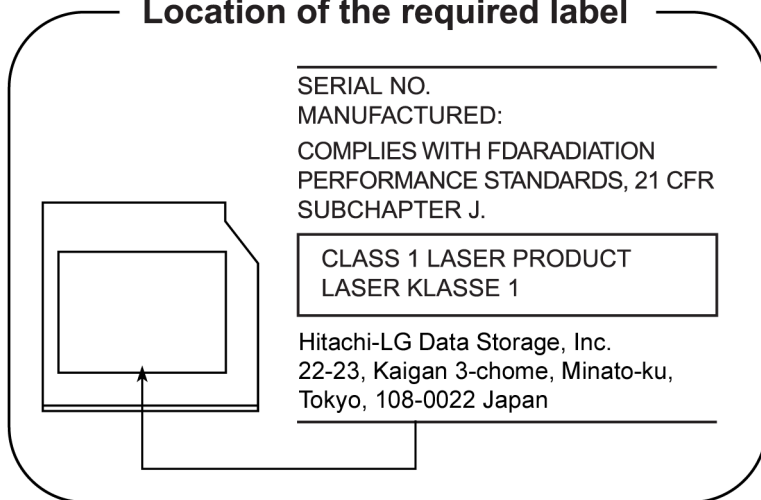 Location of the required label
SERIAL NO.
MANUFACTURED:
COMPLIES WITH FDARADIATION
PERFORMANCE STANDARDS, 21 CFR
SUBCHAPTER J.
CLASS 1 LASER PRODUCT
LASER KLASSE 1
Hitachi-LG Data Storage, Inc.
22-23, Kaigan 3-chome, Minato-ku,
Tokyo, 108-0022 Japan